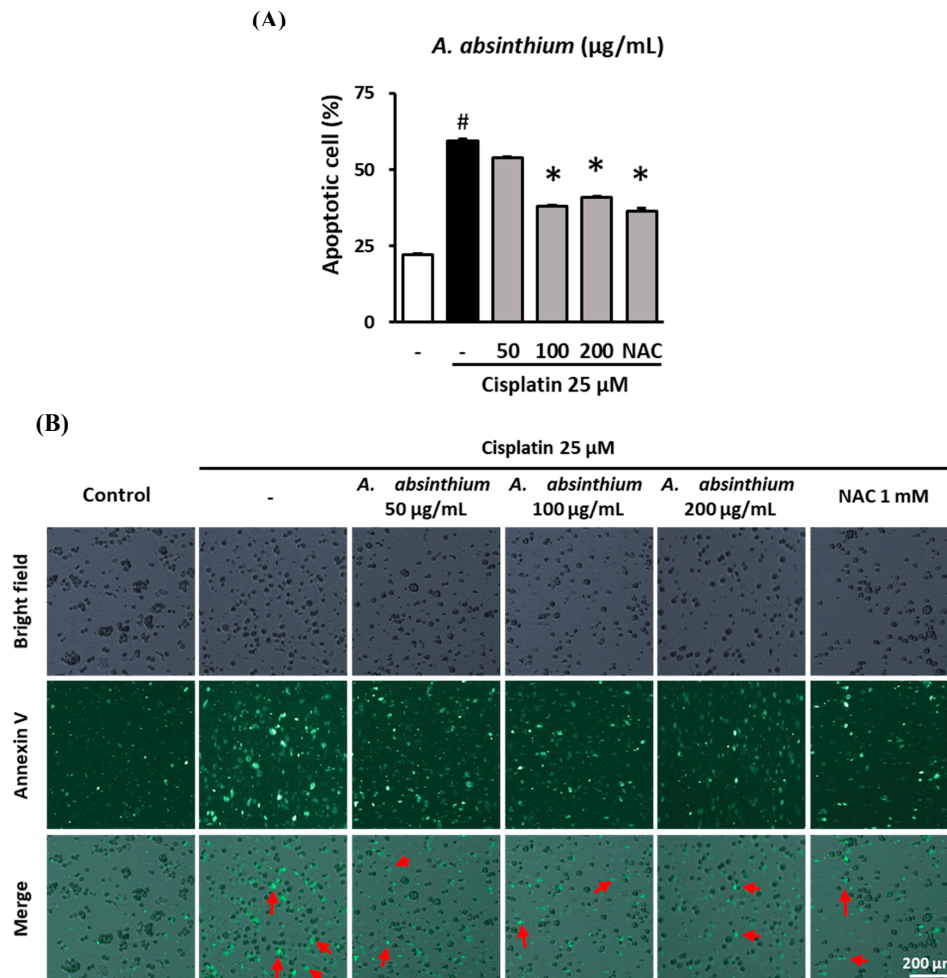 (A)
A. absinthium (µg/mL)
Apoptotic cell (%)
75
50
25
0
#
*
*
*
- - 50 100 200 NAC
Cisplatin 25 µM
(B)
Cisplatin 25 µM
Control
-
A. absinthium
50 µg/mL
A. absinthium
100 µg/mL
A. absinthium
200 µg/mL
NAC 1 mM
Bright field
Annexin V
Merge
200 µm